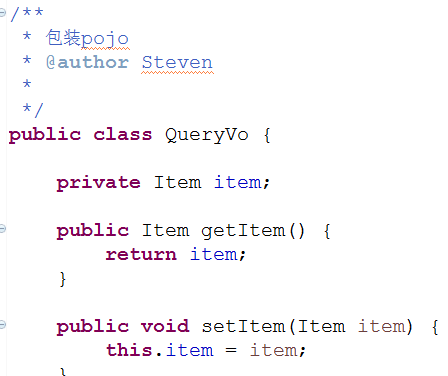 /**
 * 包装pojo
 * @author Steven
 *
 */
public class QueryVo {
    private Item item;
    public Item getItem() {
        return item;
    }
    public void setItem(Item item) {
        this.item = item;
    }